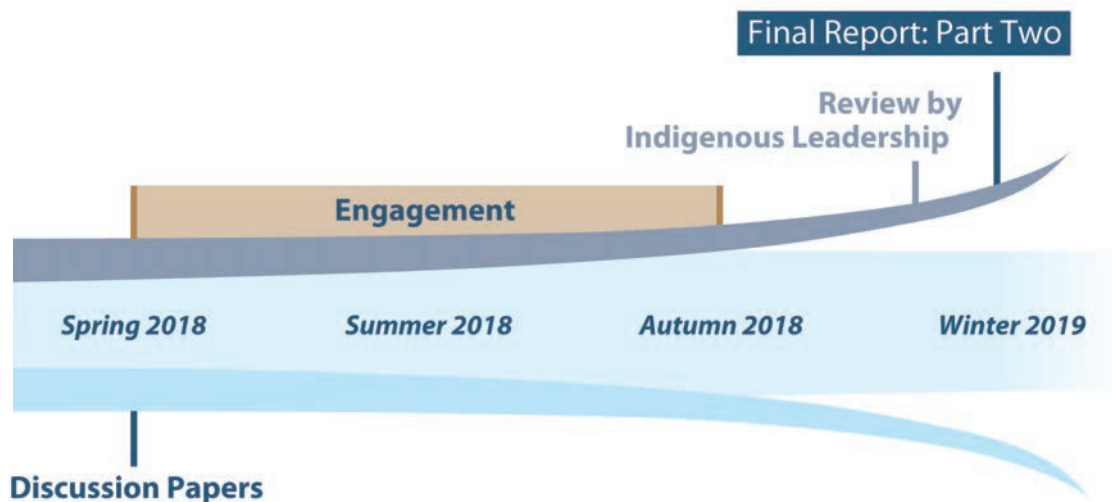 Final Report: Part Two
Review by
Indigenous Leadership
Engagement
Spring 2018
Summer 2018
Autumn 2018
Winter 2019
Discussion Papers